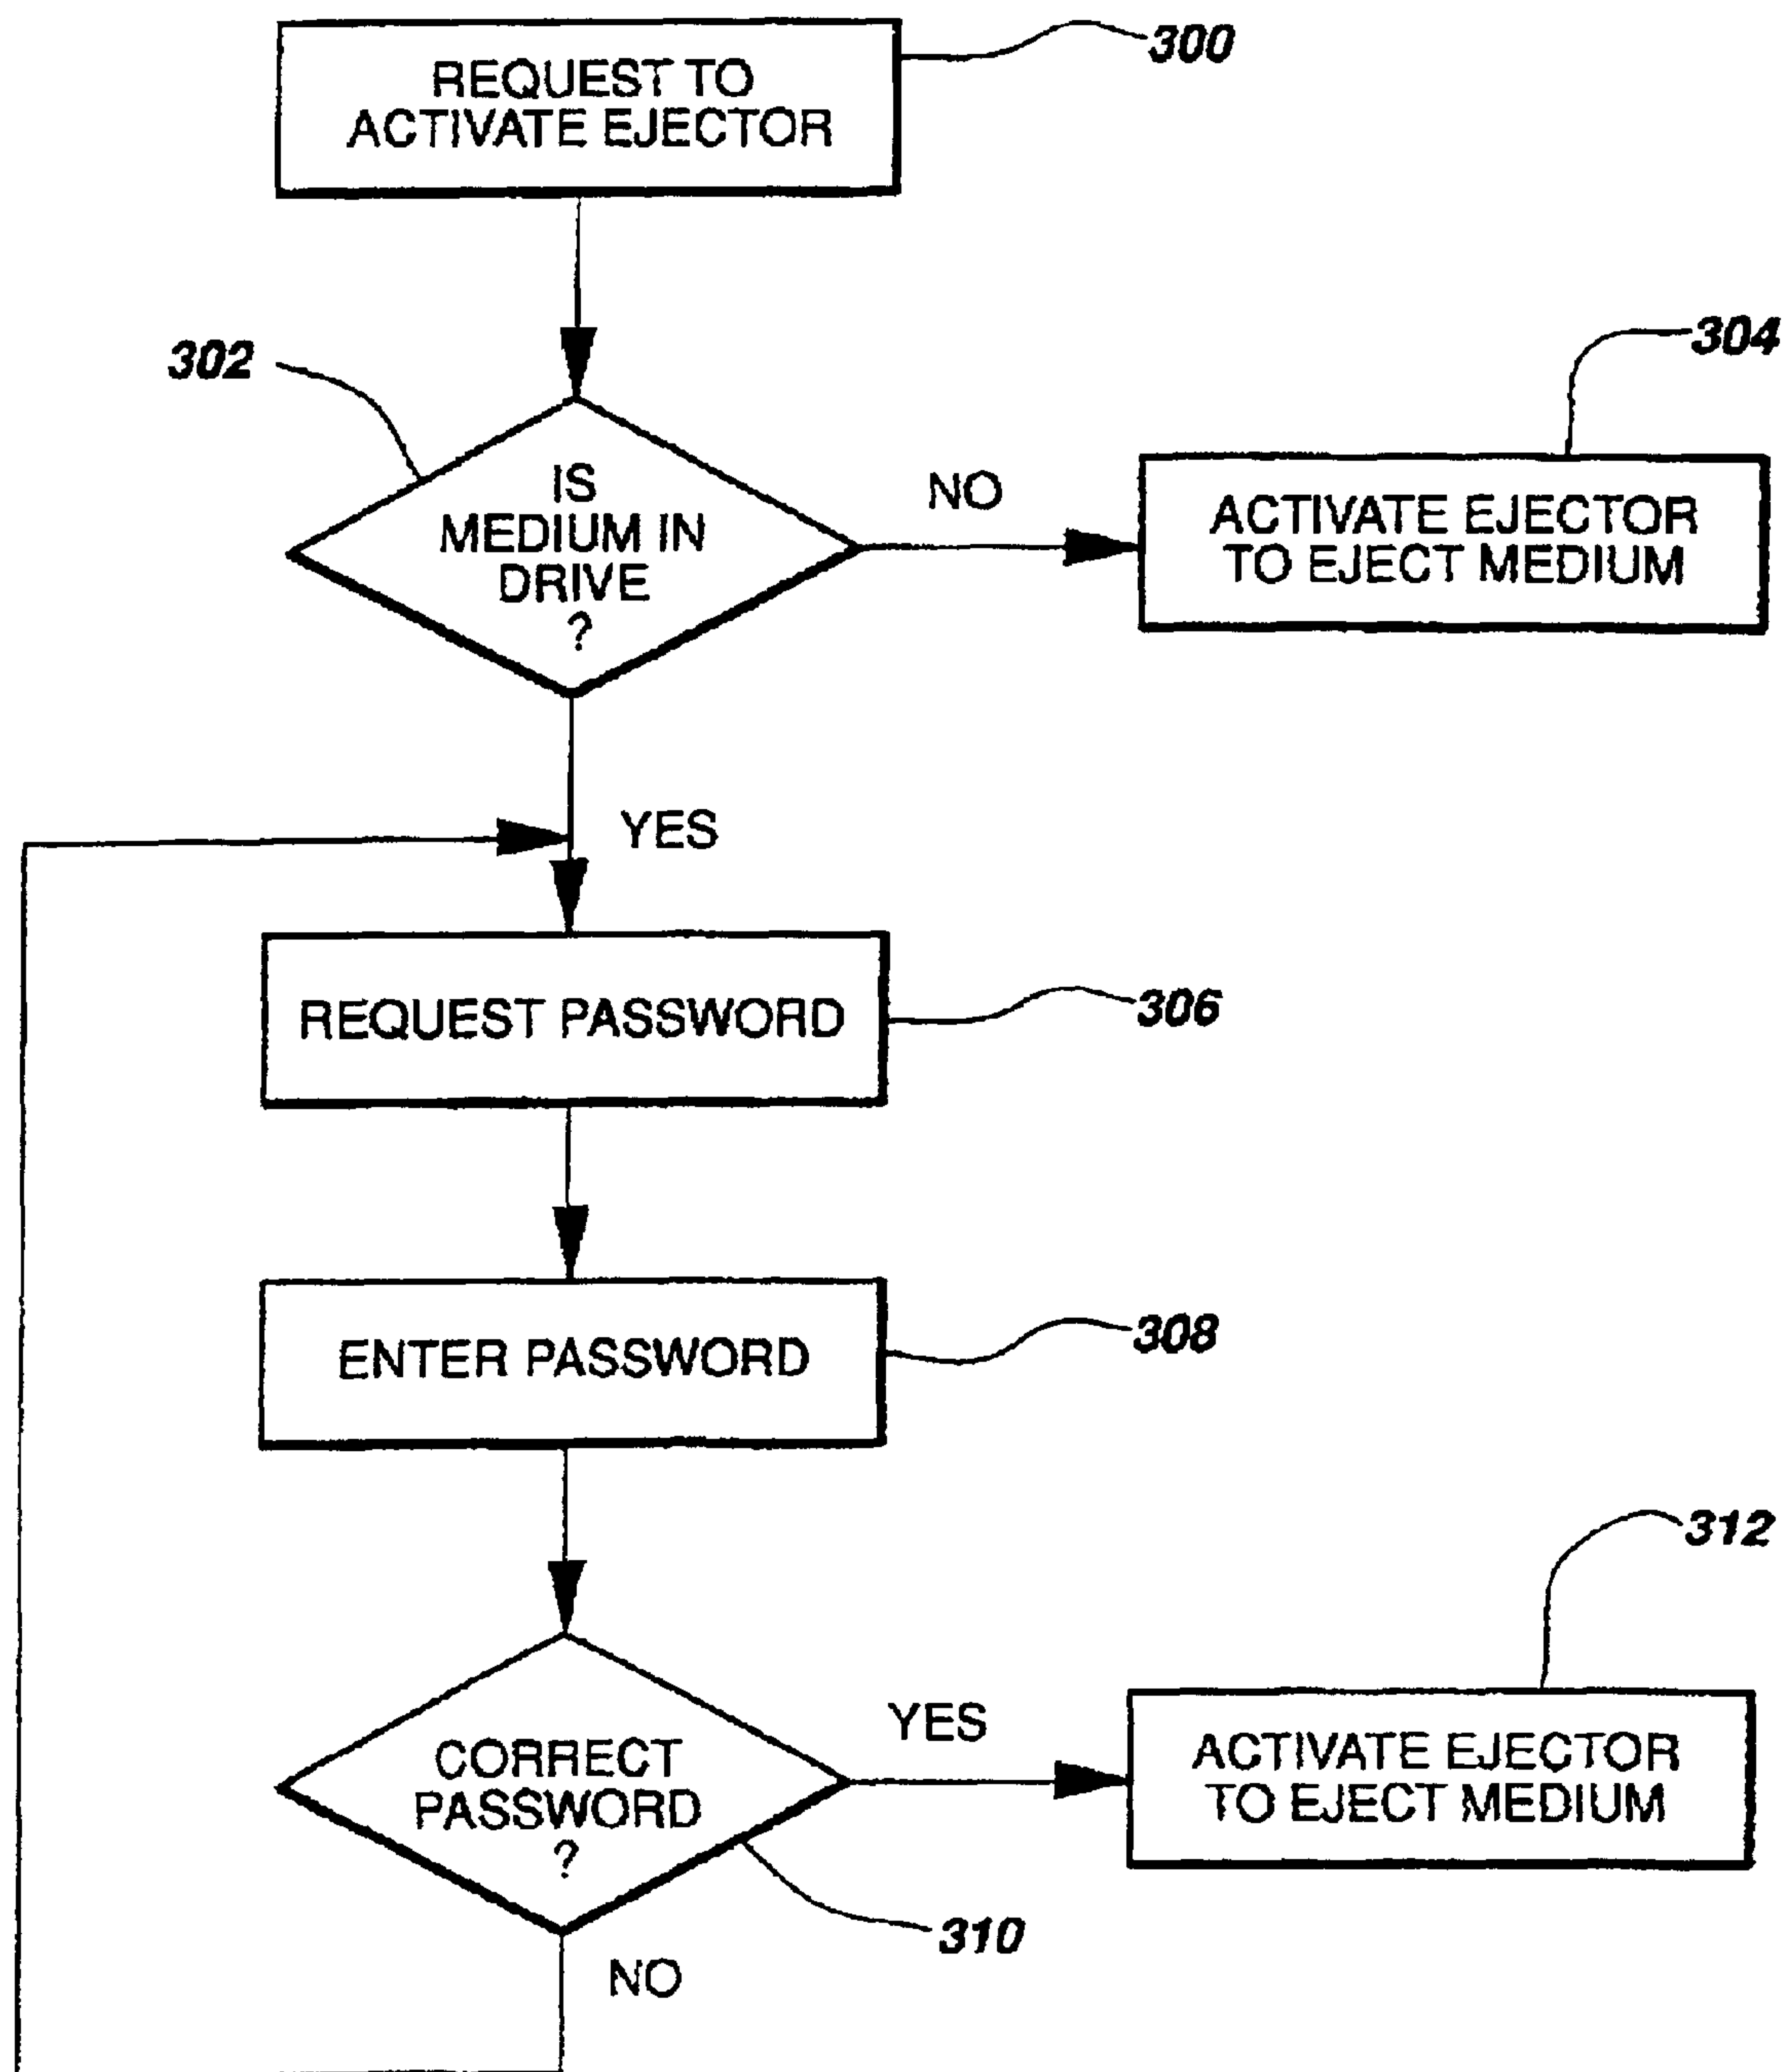 REQUEST TO
ACTIVATE EJECTOR
300
302
IS
MEDIUM IN
DRIVE
?
NO
304
ACTIVATE EJECTOR
TO EJECT MEDIUM
YES
REQUEST PASSWORD
306
ENTER PASSWORD
308
CORRECT
PASSWORD
?
YES
312
ACTIVATE EJECTOR
TO EJECT MEDIUM
310
NO